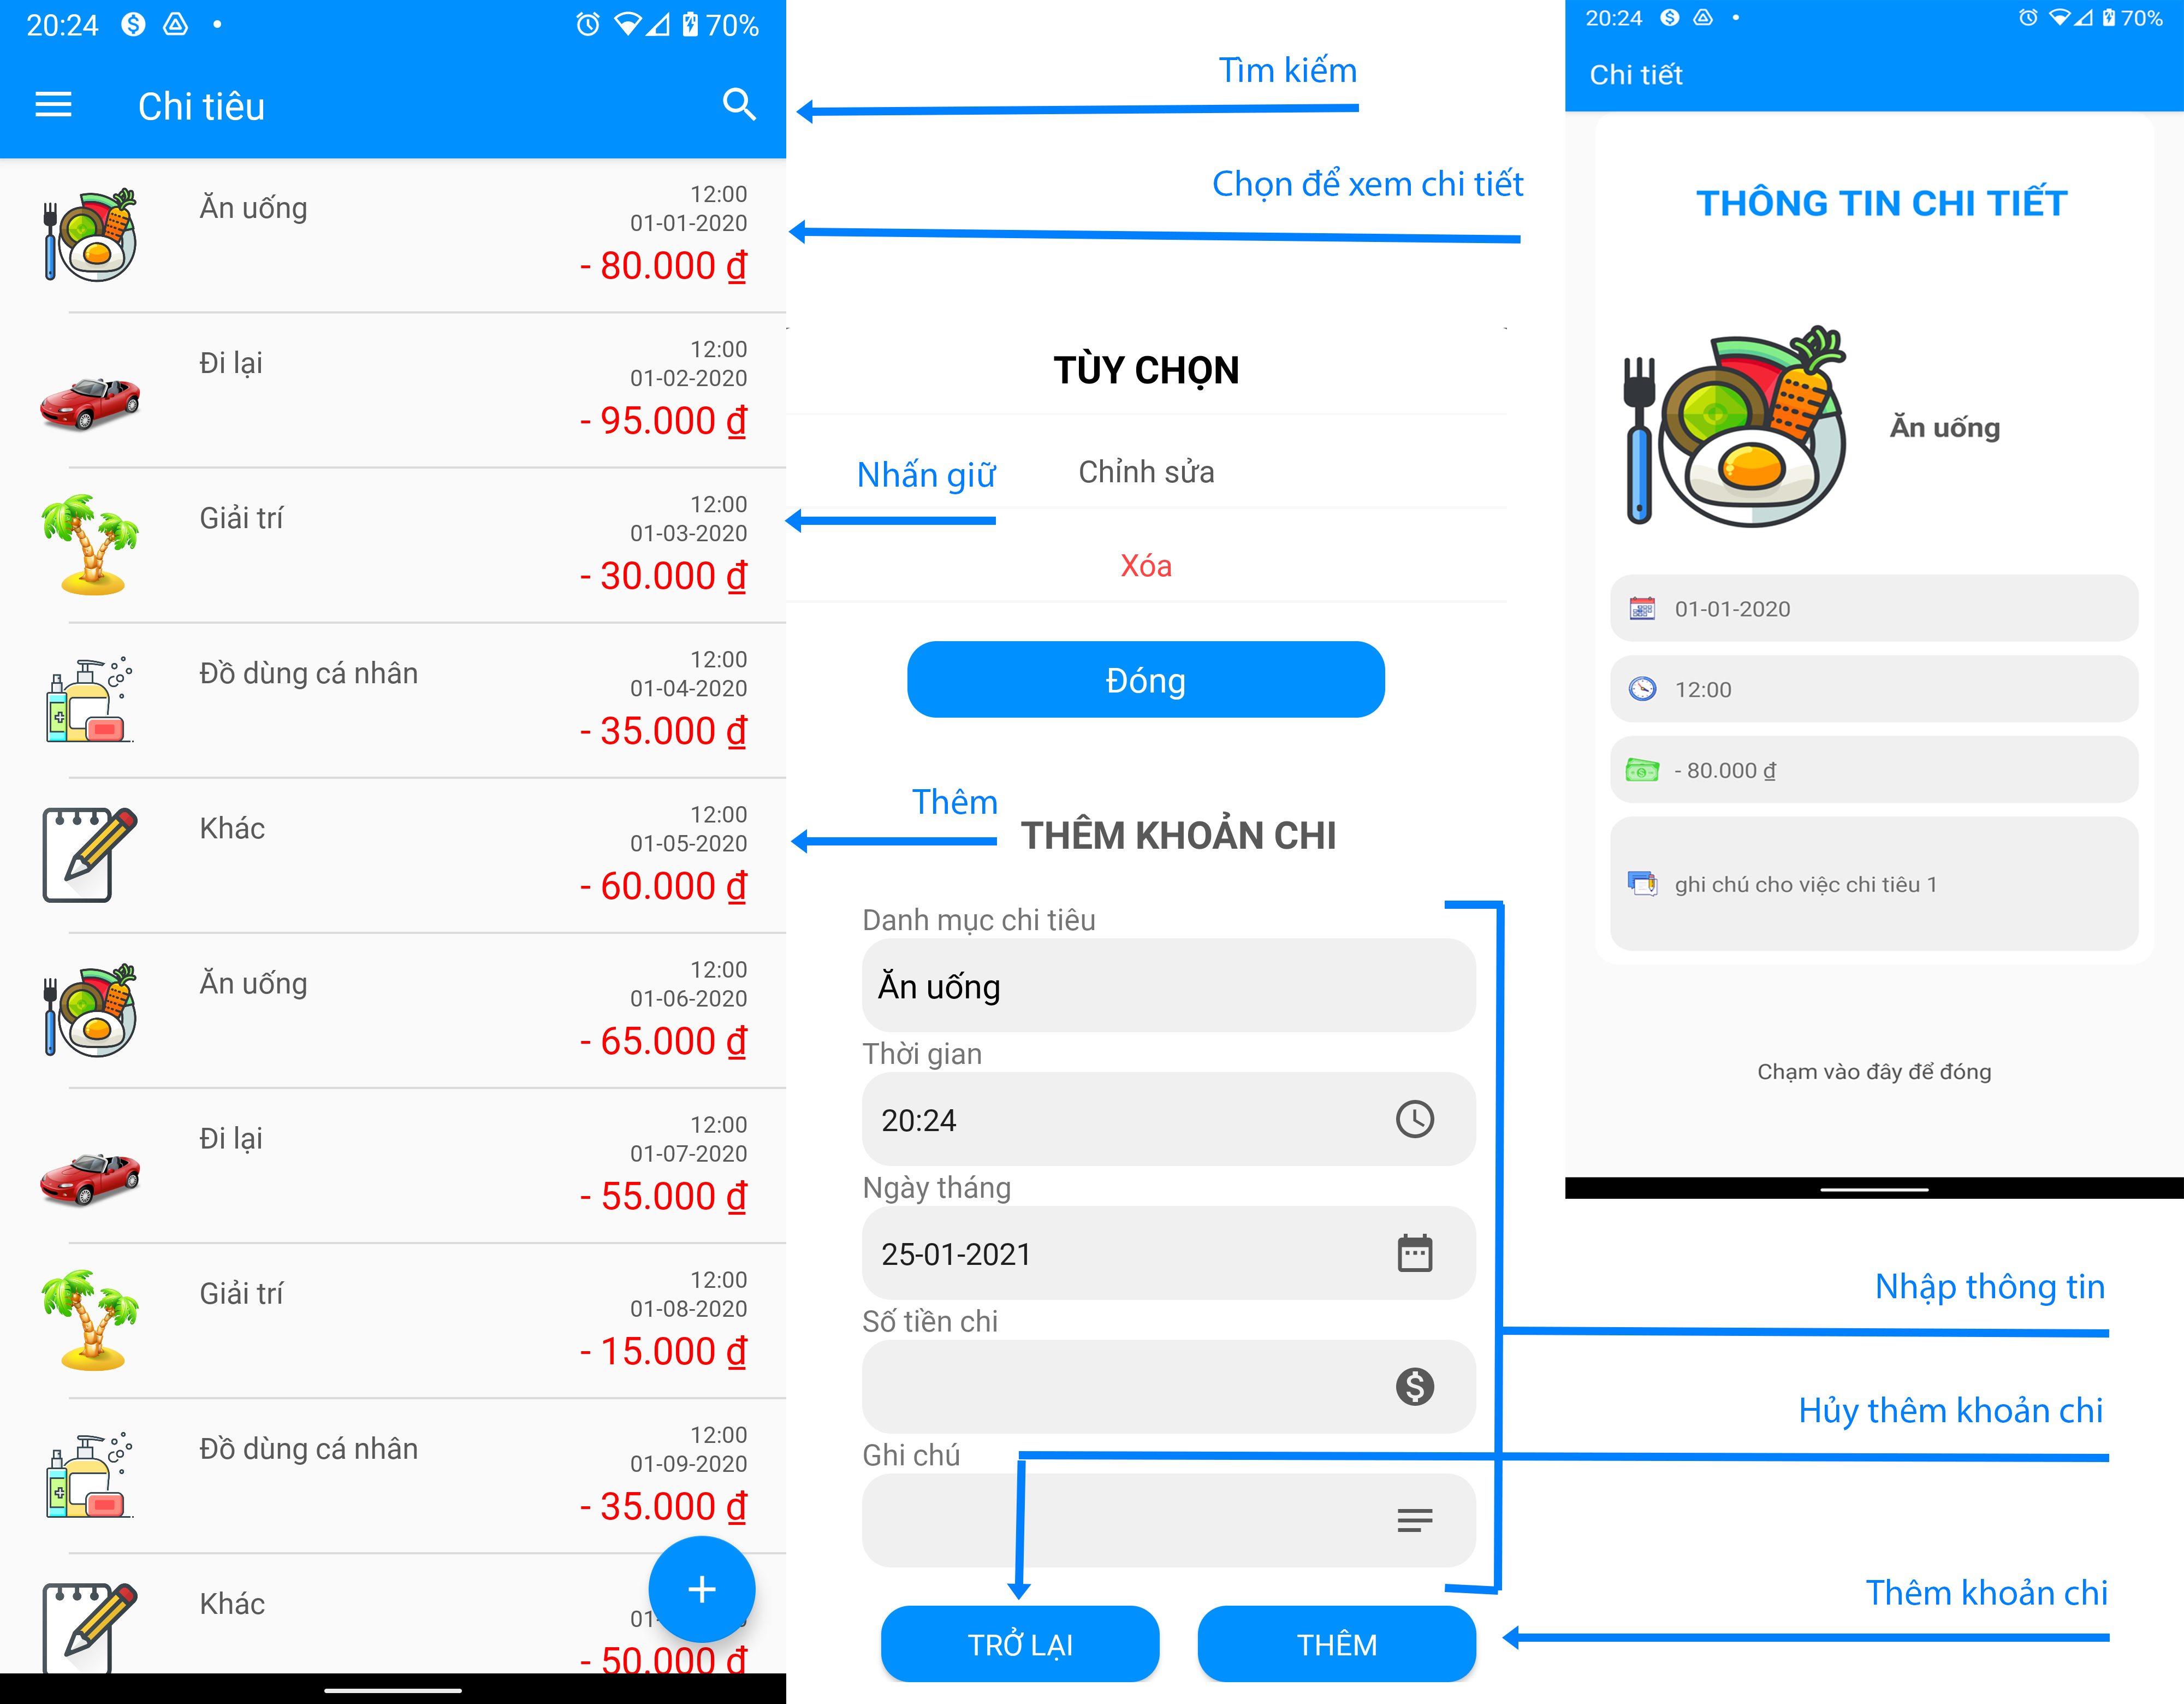 20:24
70%
Chi tiêu
Ăn uống
12:00
01-01-2020
- 80.000 ₫
Đi lại
12:00
01-02-2020
- 95.000 ₫
Giải trí
12:00
01-03-2020
- 30.000 ₫
Đồ dùng cá nhân
12:00
01-04-2020
- 35.000 ₫
Khác
12:00
01-05-2020
- 60.000 ₫
Ăn uống
12:00
01-06-2020
- 65.000 ₫
Đi lại
12:00
01-07-2020
- 55.000 ₫
Giải trí
12:00
01-08-2020
- 15.000 ₫
Đồ dùng cá nhân
12:00
01-09-2020
- 35.000 ₫
Khác
- 50.000 ₫
+
Tìm kiếm
Chọn để xem chi tiết
TÙY CHỌN
Nhấn giữ
Chỉnh sửa
Xóa
Đóng
Thêm
THÊM KHOẢN CHI
Danh mục chi tiêu
Ăn uống
Thời gian
20:24
Ngày tháng
25-01-2021
Số tiền chi
Ghi chú
TRỞ LẠI
THÊM
20:24
70%
Chi tiết
THÔNG TIN CHI TIẾT
Ăn uống
01-01-2020
12:00
- 80.000 ₫
ghi chú cho việc chi tiêu 1
Chạm vào đây để đóng
Nhập thông tin
Hủy thêm khoản chi
Thêm khoản chi